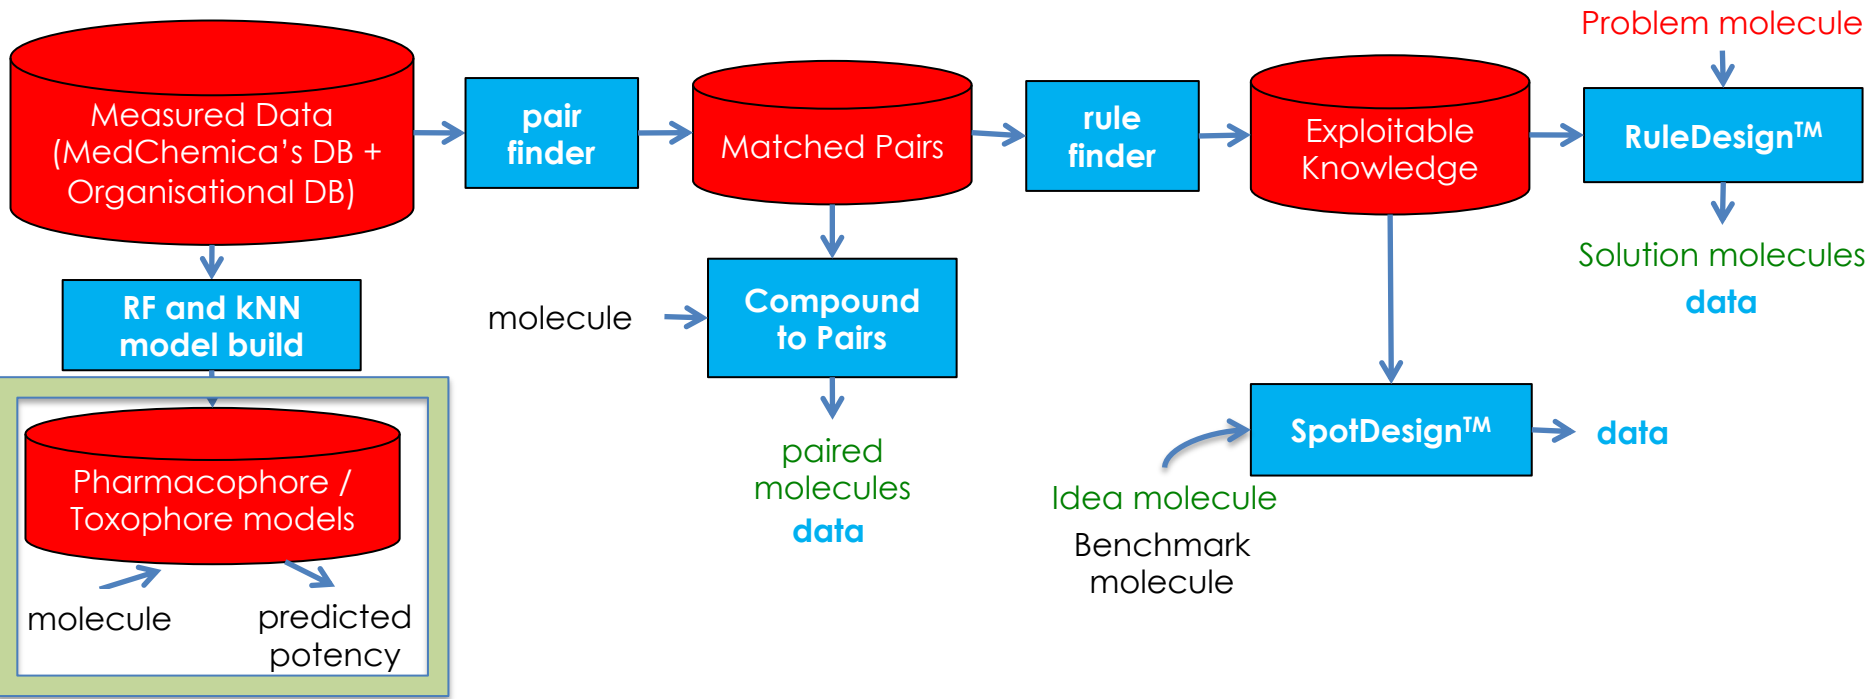 Problem molecule
Measured Data
(MedChemica's DB +
Organisational DB)
pair
finder
Matched Pairs
rule
finder
Exploitable
Knowledge
RuleDesign™
Solution molecules
data
RF and kNN
model build
molecule
Compound
to Pairs
paired
molecules
data
SpotDesign™
data
Idea molecule
Benchmark
molecule
Pharmacophore /
Toxophore models
molecule
predicted
potency